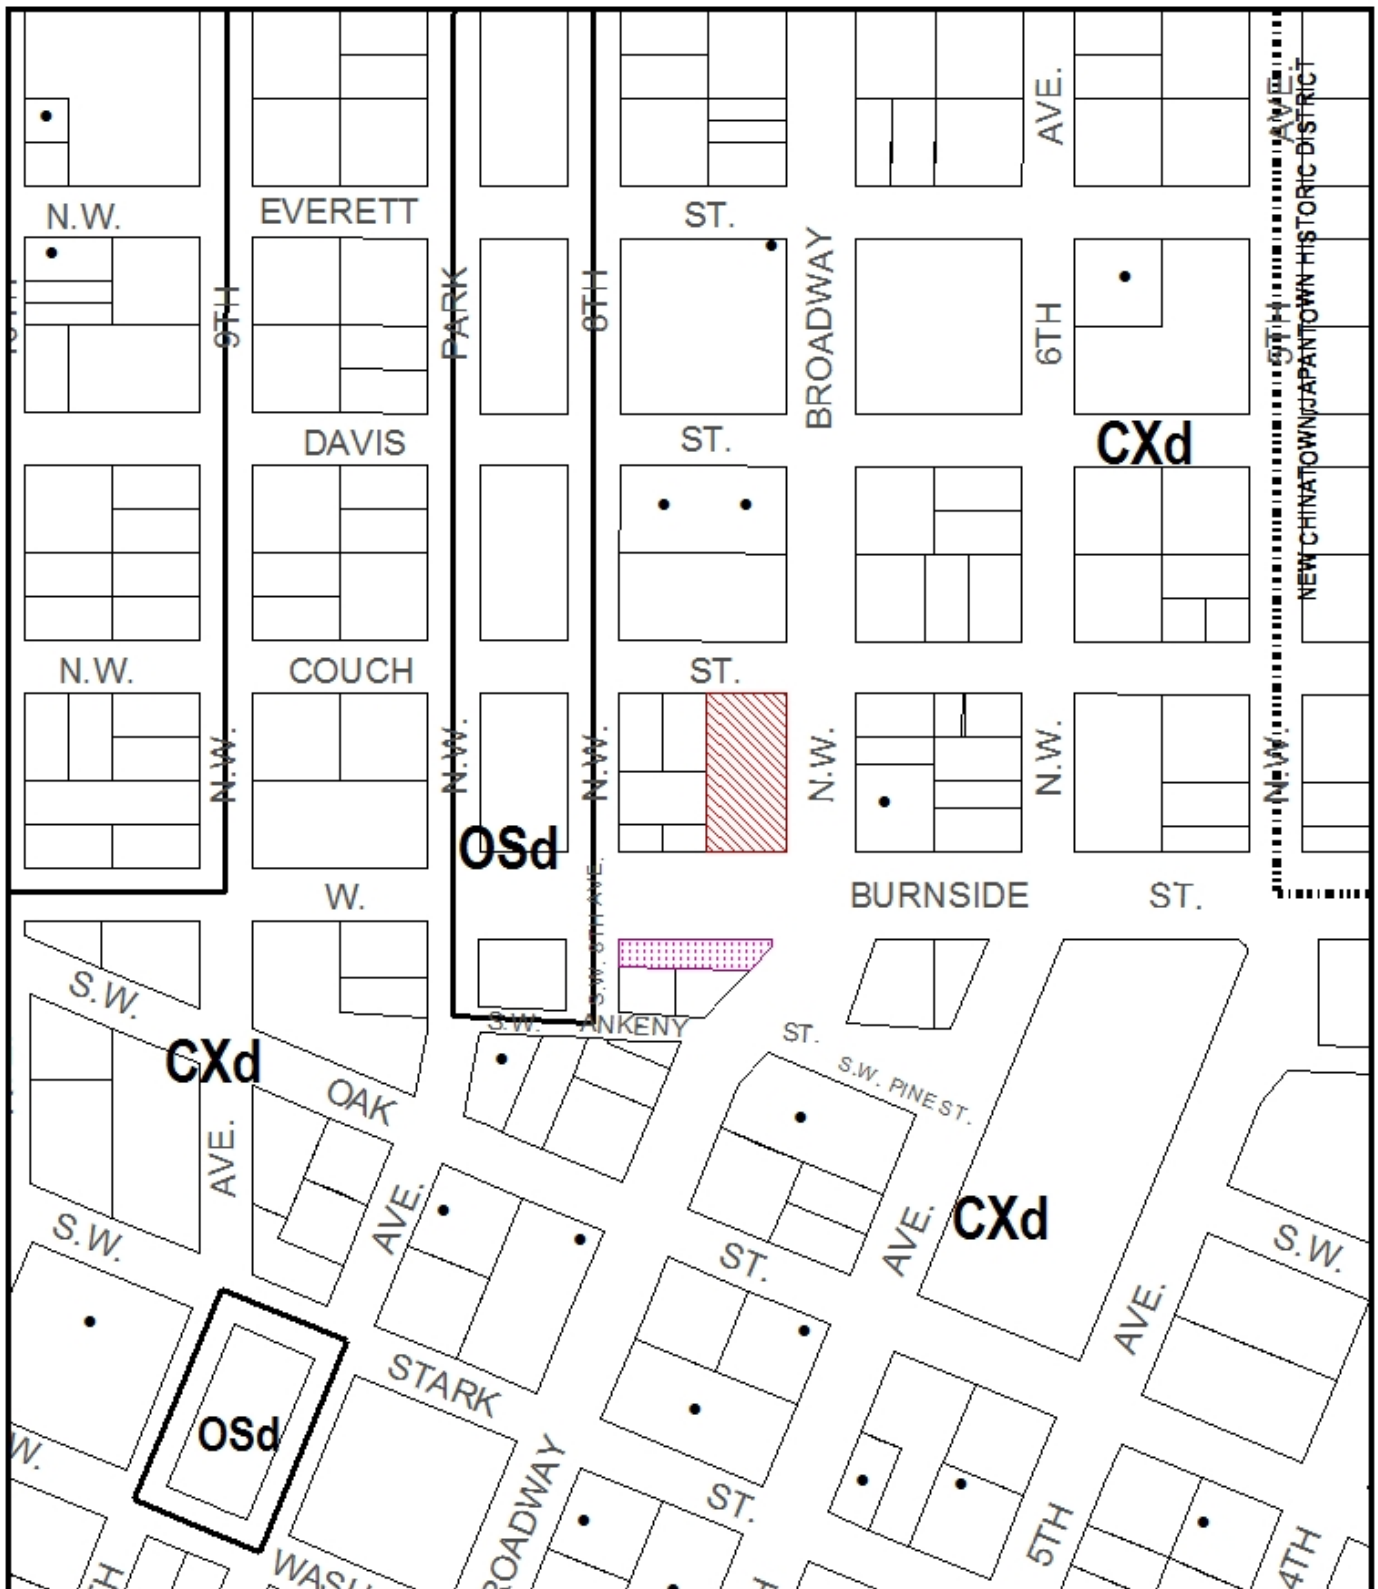 AVE.
AVE.
NEW CHINATOWN/JAPANTOWN HISTORIC DISTRICT
N.W.
EVERETT
ST.
9TH
PARK
8TH
BROADWAY
6TH
5TH
DAVIS
ST.
CXd
N.W.
COUCH
ST.
N.W.
N.W.
N.W.
N.W.
N.W.
N.W.
OSd
W.
BURNSIDE
ST.
S.W. 8TH AVE.
S.W.
S.W.
ANKENY
ST.
CXd
S.W. PINE ST.
OAK
AVE.
AVE.
AVE.
CXd
S.W.
ST.
S.W.
AVE.
STARK
OSd
W.
ST.
5TH
4TH